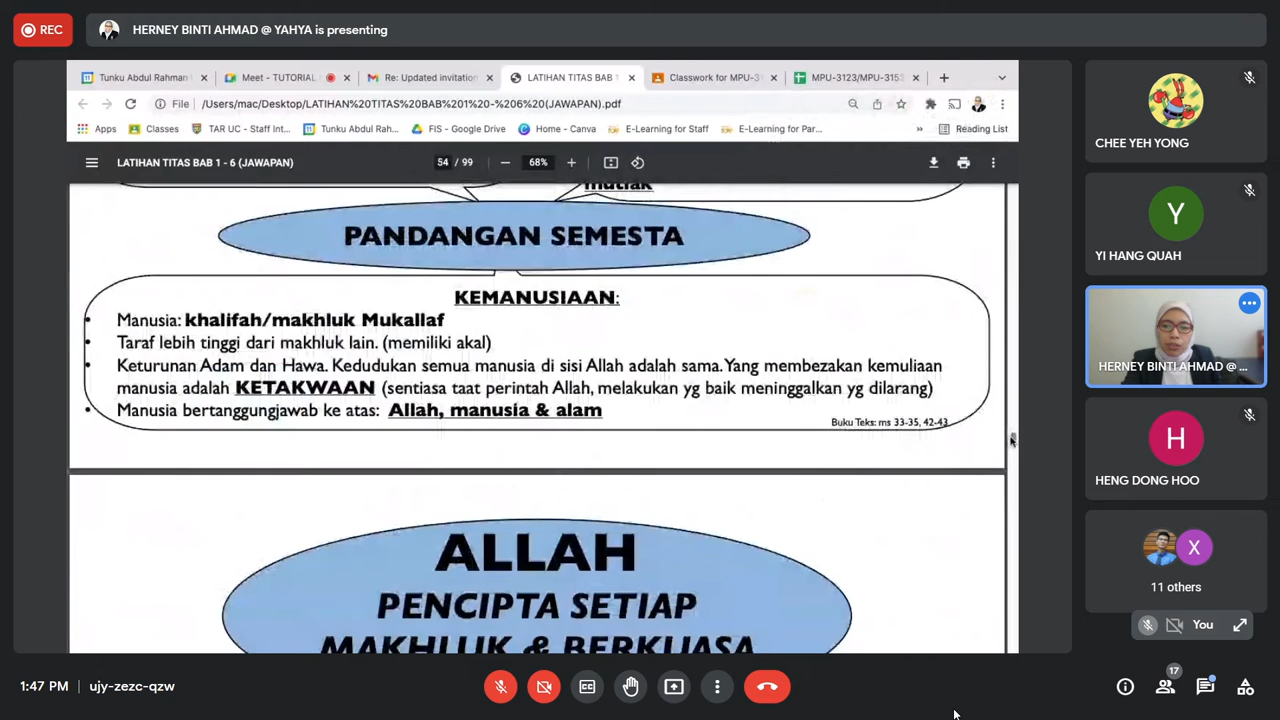 REC
HERNEY BINTI AHMAD @ YAHYA is presenting
Tunku Abdul Rahman
Meet - TUTORIAL
Re: Updated invitation
LATIHAN TITAS BAB 1
Classwork for MPU-3
MPU-3123/MPU-3153
File /Users/mac/Desktop/LATIHAN%20TITAS%20BAB%201%20-%206%20(JAWAPAN).pdf
Apps Classes TAR UC - Staff Int... Tunku Abdul Rah... FIS - Google Drive Home - Canva E-Learning for Staff E-Learning for Par... » Reading List
LATIHAN TITAS BAB 1 - 6 (JAWAPAN) 54 / 99 — 68% +
mutlak
PANDANGAN SEMESTA
KEMANUSIAAN:
• Manusia: khalifah/makhluk Mukallaf
• Taraf lebih tinggi dari makhluk lain. (memiliki akal)
• Keturunan Adam dan Hawa. Kedudukan semua manusia di sisi Allah adalah sama. Yang membezakan kemuliaan
manusia adalah KETAKWAAN (sentiasa taat perintah Allah, melakukan yg baik meninggalkan yg dilarang)
• Manusia bertanggungjawab ke atas: Allah, manusia & alam
Buku Teks: ms 33-35, 42-43
ALLAH
PENCIPTA SETIAP
MAKHLUK & BERKUASA
CHEE YEH YONG
Y
YI HANG QUAH
HERNEY BINTI AHMAD @ ...
H
HENG DONG HOO
X
11 others
You
1:47 PM | ujy-zezc-qzw
17